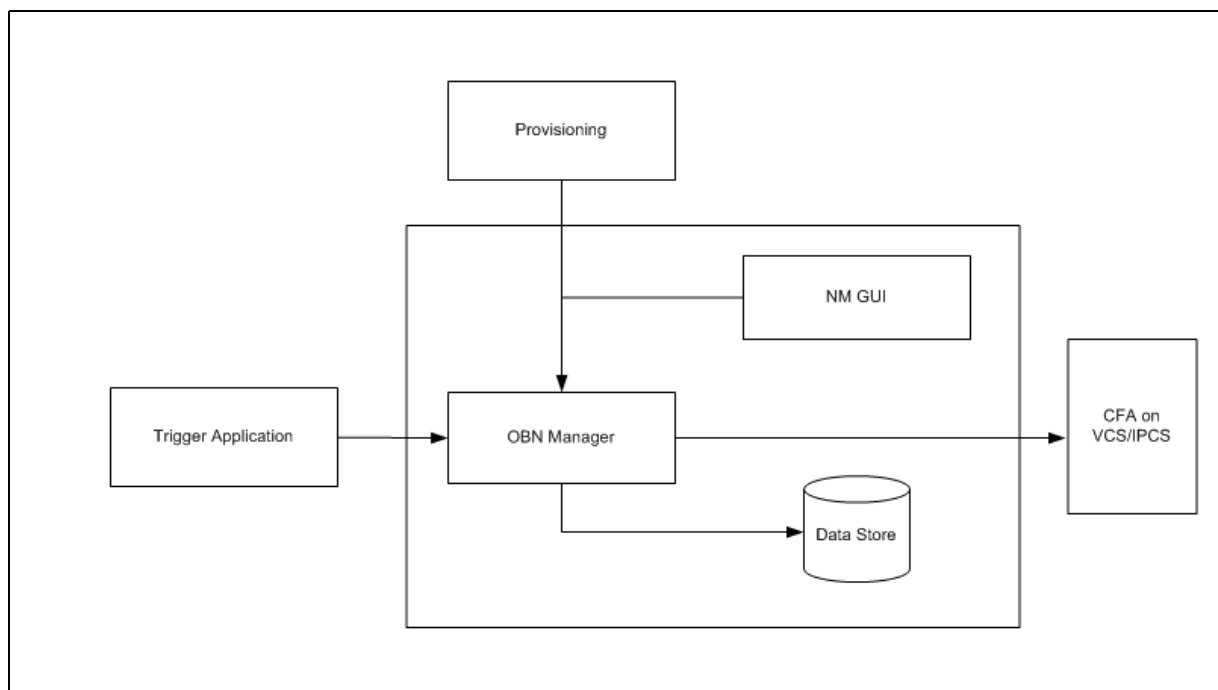 Provisioning
NM GUI
Trigger Application
OBN Manager
CFA on
VCS/IPCS
Data Store